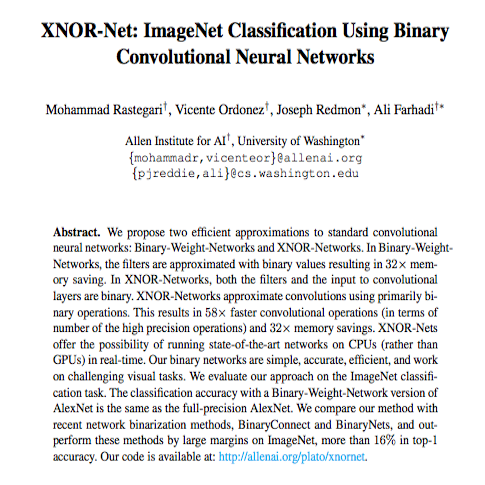 XNOR-Net: ImageNet Classification Using Binary
Convolutional Neural Networks
Mohammad Rastegari†, Vicente Ordonez†, Joseph Redmon*, Ali Farhadi†*
Allen Institute for AI†, University of Washington*
{mohammadr,vicenteor}@allenai.org
{pjreddie,ali}@cs.washington.edu
Abstract. We propose two efficient approximations to standard convolutional
neural networks: Binary-Weight-Networks and XNOR-Networks. In Binary-Weight-
Networks, the filters are approximated with binary values resulting in 32× mem-
ory saving. In XNOR-Networks, both the filters and the input to convolutional
layers are binary. XNOR-Networks approximate convolutions using primarily bi-
nary operations. This results in 58× faster convolutional operations (in terms of
number of the high precision operations) and 32× memory savings. XNOR-Nets
offer the possibility of running state-of-the-art networks on CPUs (rather than
GPUs) in real-time. Our binary networks are simple, accurate, efficient, and work
on challenging visual tasks. We evaluate our approach on the ImageNet classifi-
cation task. The classification accuracy with a Binary-Weight-Network version of
AlexNet is the same as the full-precision AlexNet. We compare our method with
recent network binarization methods, BinaryConnect and BinaryNets, and out-
perform these methods by large margins on ImageNet, more than 16% in top-1
accuracy. Our code is available at: http://allenai.org/plato/xnornet.